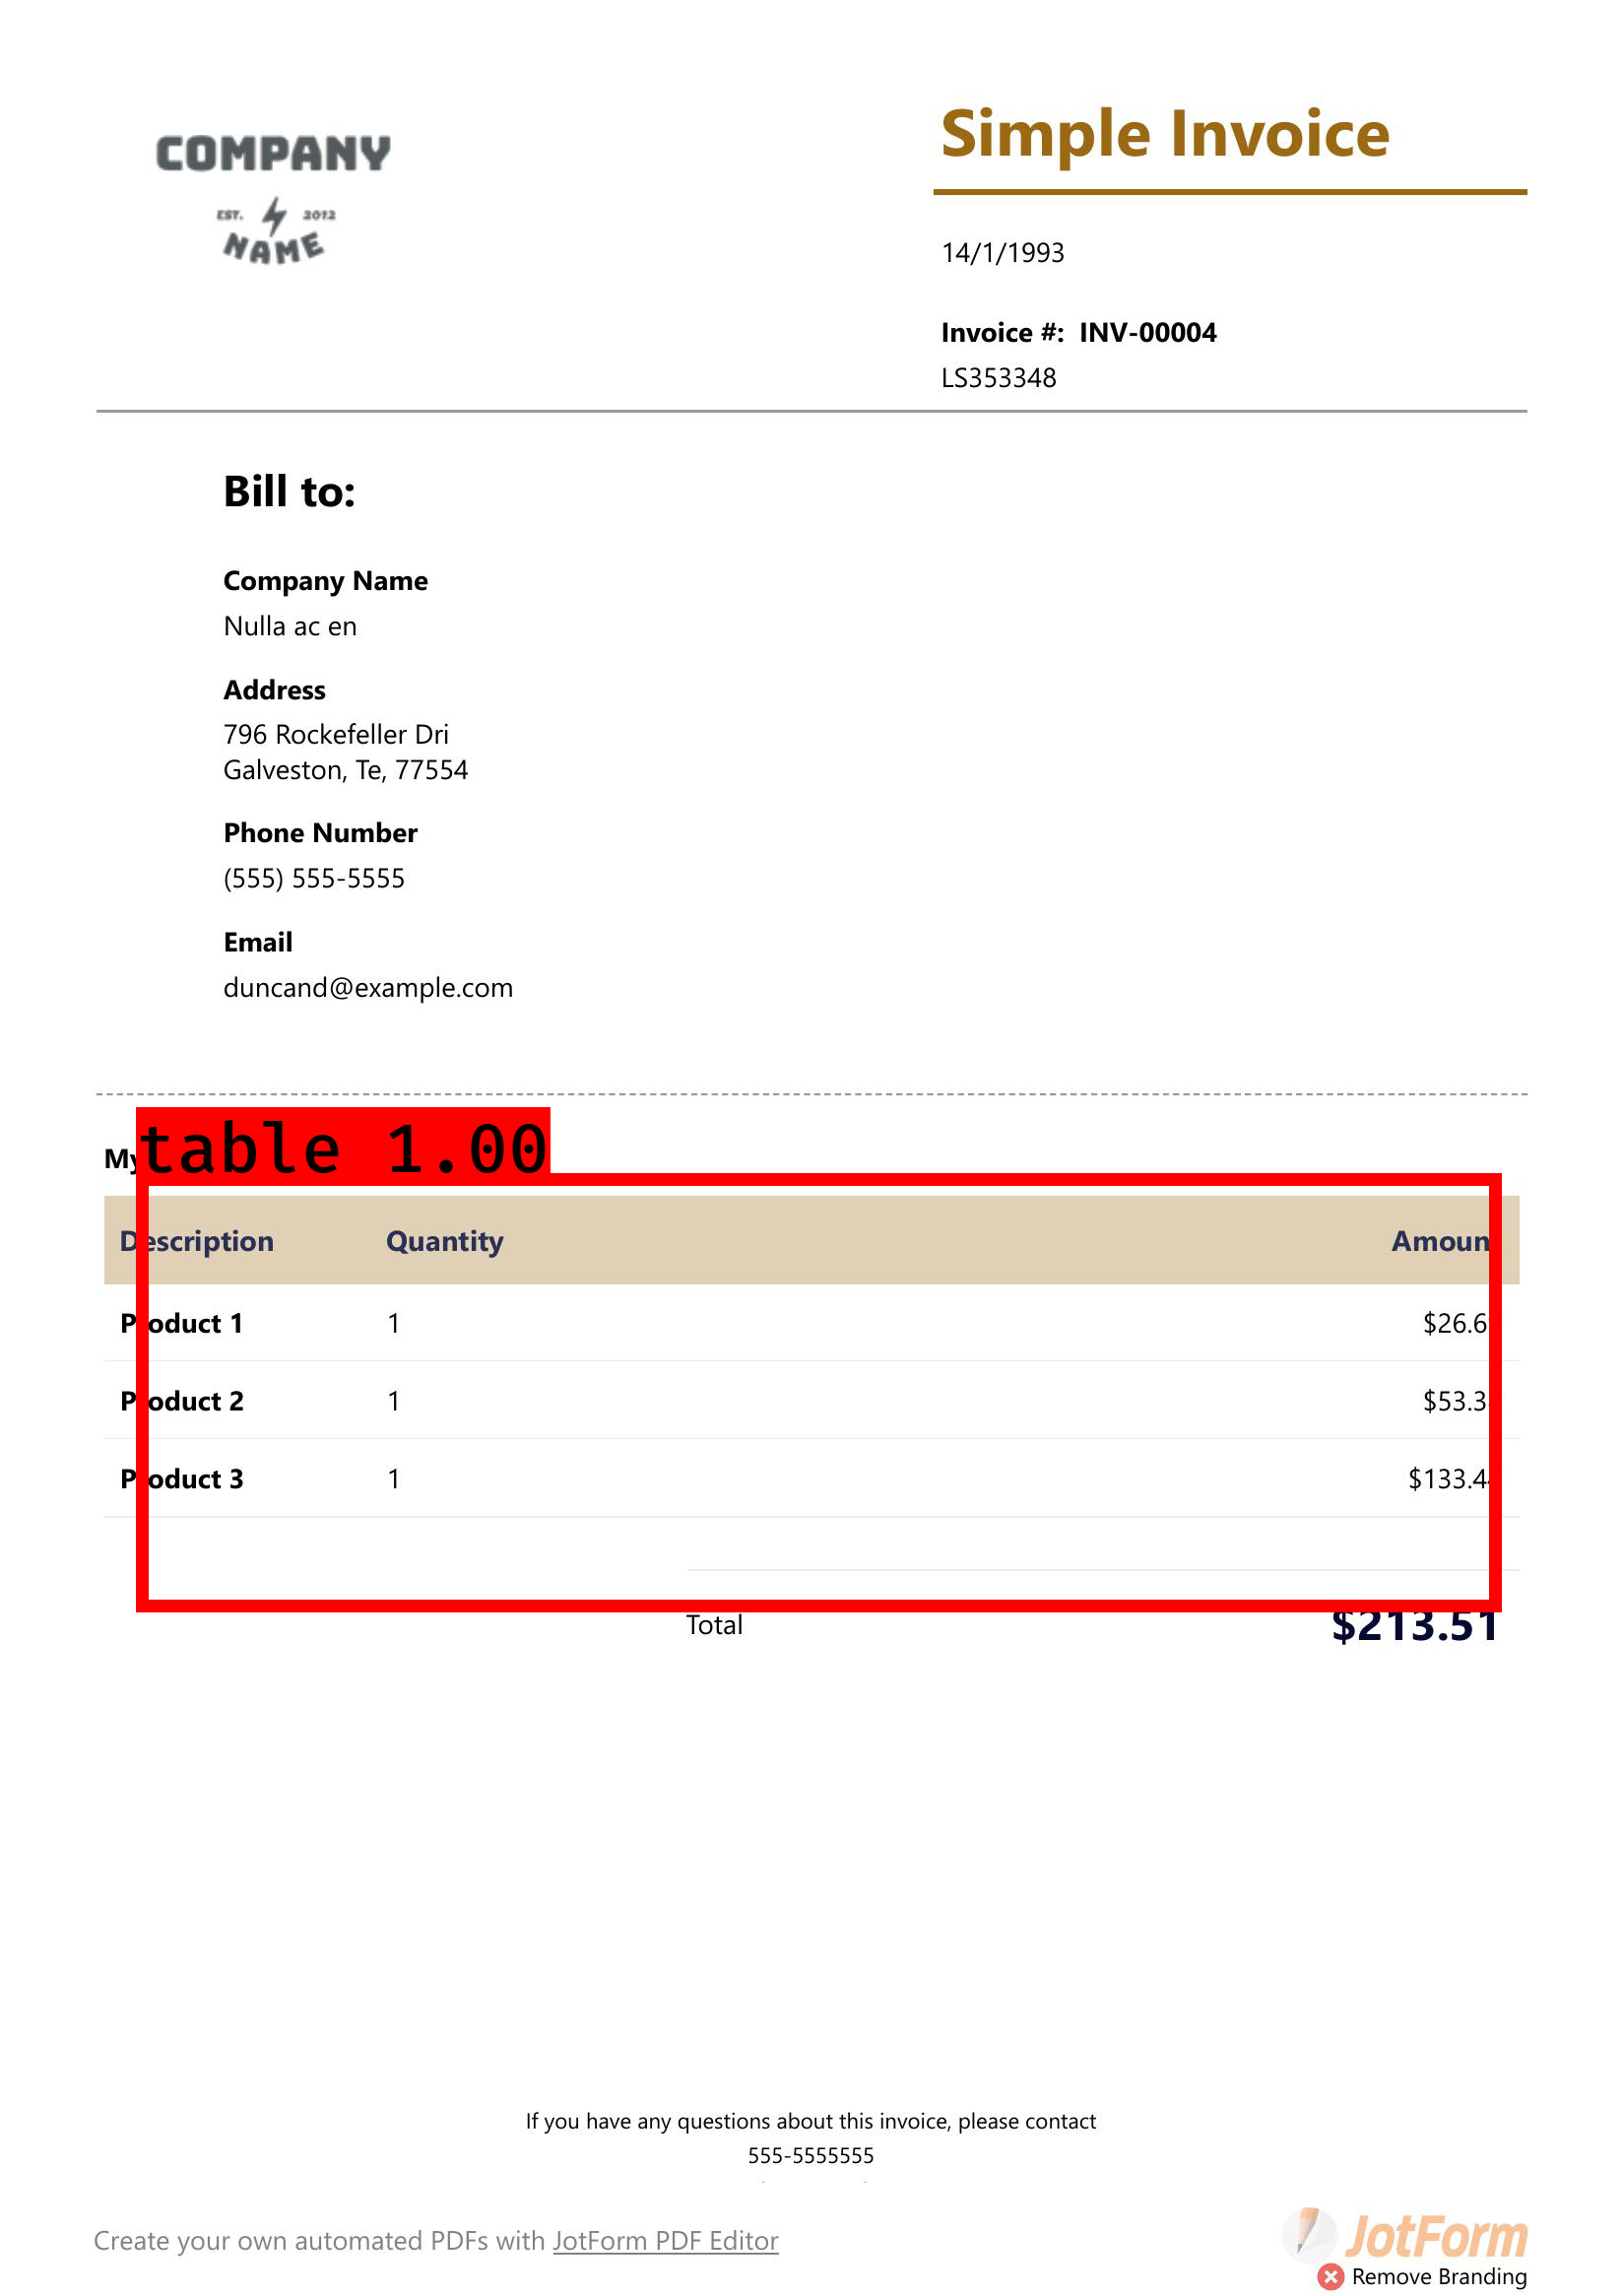 COMPANY
EST. 2012
NAME
Simple Invoice
14/1/1993
Invoice #: INV-00004
LS353348
Bill to:
Company Name
Nulla ac en
Address
796 Rockefeller Dri
Galveston, Te, 77554
Phone Number
(555) 555-5555
Email
duncand@example.com
My
table 1.00
Description Quantity Amount
Product 1 1 $26.6
Product 2 1 $53.3
Product 3 1 $133.4
Total $213.51
If you have any questions about this invoice, please contact
555-5555555
Create your own automated PDFs with JotForm PDF Editor
JotForm
Remove Branding